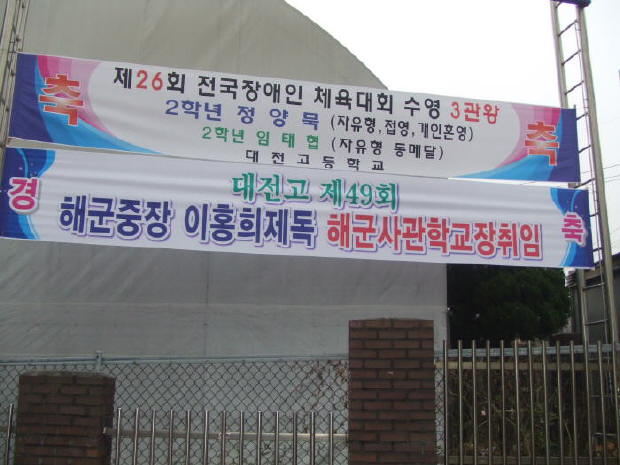 축 제26회 전국장애인 체육대회 수영 3관왕 축
2학년 정양목 (자유형,접영,개인혼영)
2학년 임태협 (자유형 동메달)
대전고등학교
대전고 제49회
경 해군중장 이홍희제독 해군사관학교장취임 축